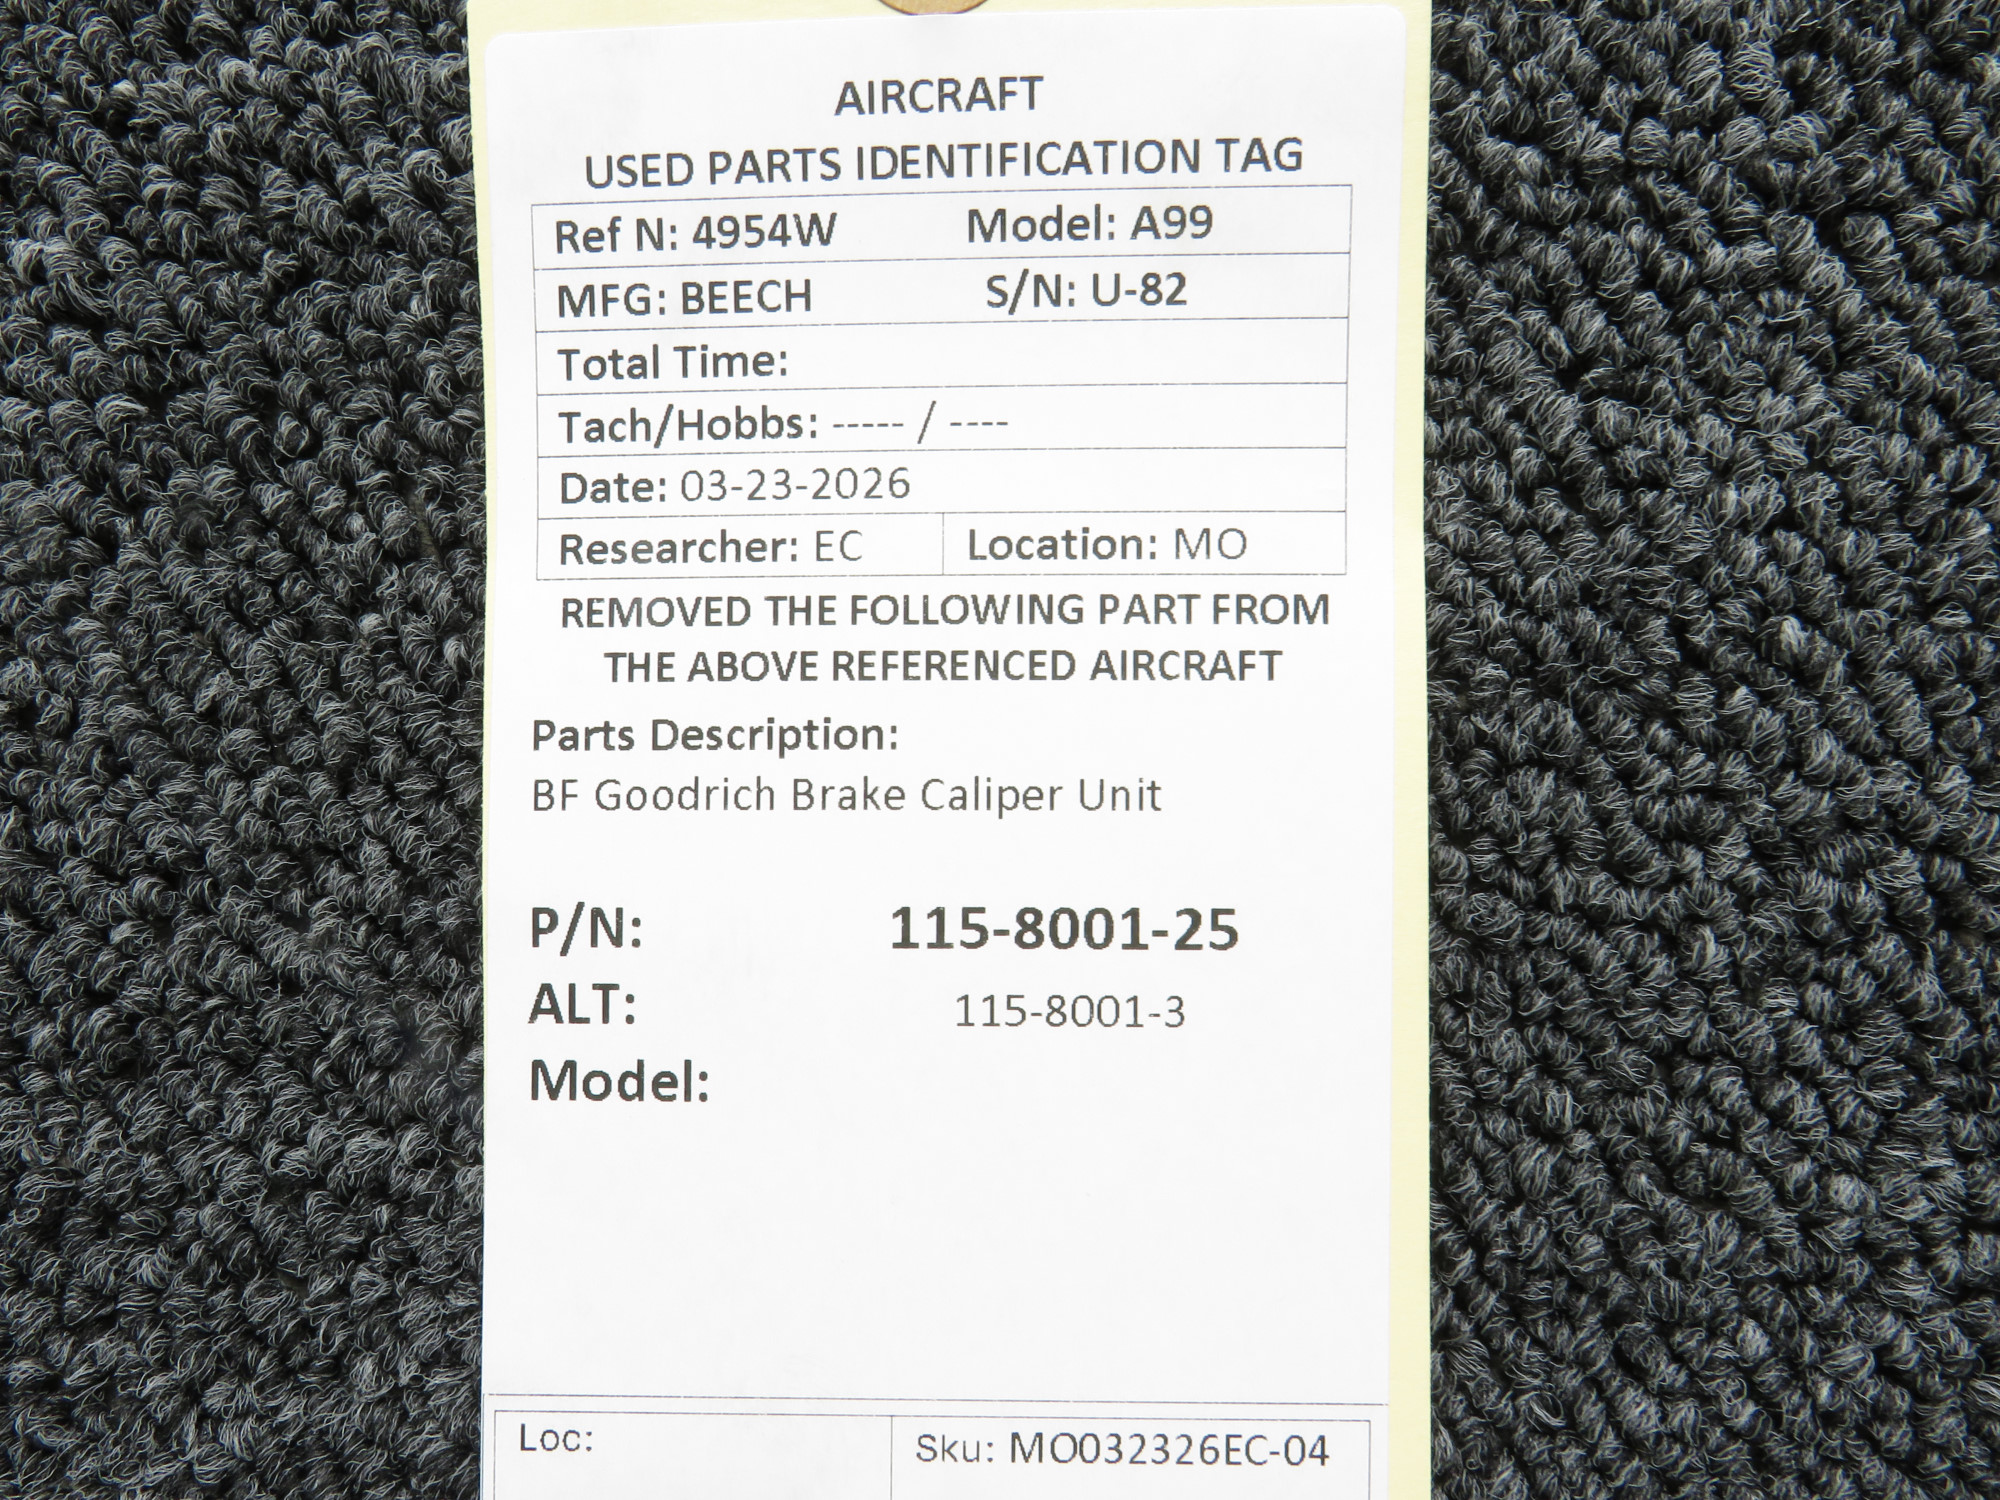 AIRCRAFT
USED PARTS IDENTIFICATION TAG
Ref N: 4954W Model: A99
MFG: BEECH S/N: U-82
Total Time:
Tach/Hobbs: ----- / ----
Date: 03-23-2026
Researcher: EC Location: MO
REMOVED THE FOLLOWING PART FROM
THE ABOVE REFERENCED AIRCRAFT
Parts Description:
BF Goodrich Brake Caliper Unit
P/N: 115-8001-25
ALT: 115-8001-3
Model:
Loc: Sku: MO032326EC-04